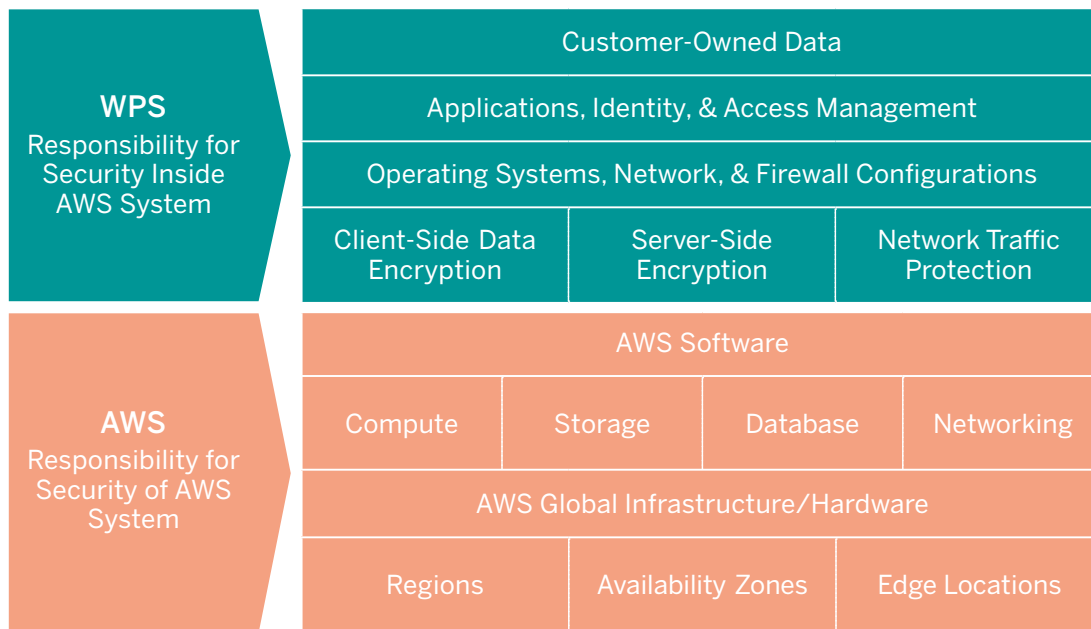 WPS
Responsibility for
Security Inside
AWS System
Customer-Owned Data
Applications, Identity, & Access Management
Operating Systems, Network, & Firewall Configurations
Client-Side Data
Encryption
Server-Side
Encryption
Network Traffic
Protection
AWS
Responsibility for
Security of AWS
System
AWS Software
Compute
Storage
Database
Networking
AWS Global Infrastructure/Hardware
Regions
Availability Zones
Edge Locations